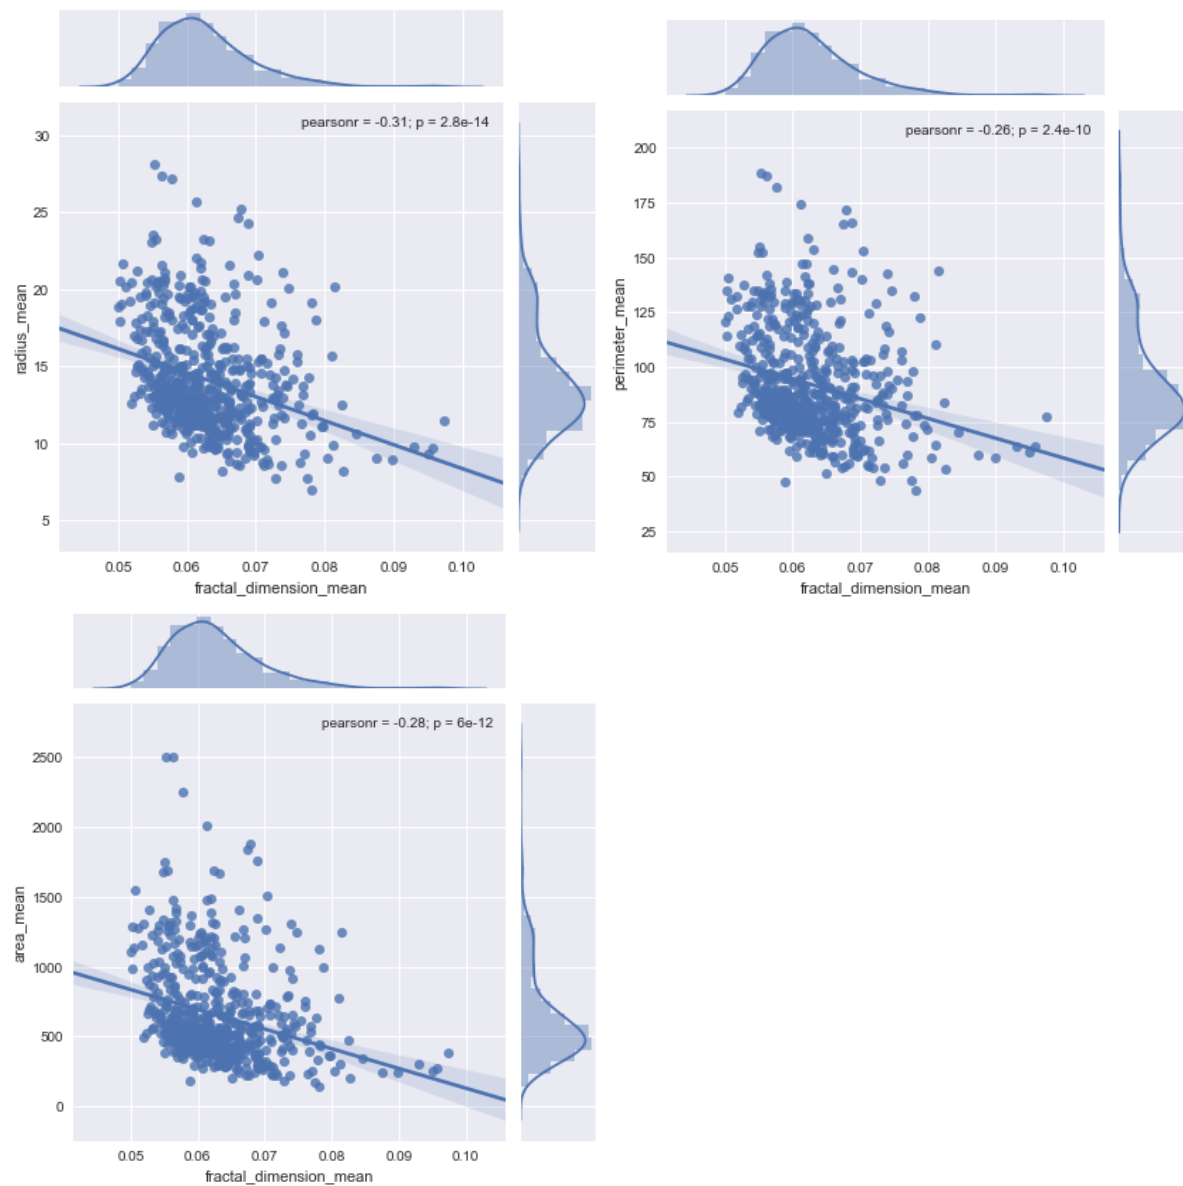 pearsonr = -0.31; p = 2.8e-14
30
25
20
15
10
5
radius_mean
0.05 0.06 0.07 0.08 0.09 0.10
fractal_dimension_mean
pearsonr = -0.26; p = 2.4e-10
200
175
150
125
100
75
50
25
perimeter_mean
0.05 0.06 0.07 0.08 0.09 0.10
fractal_dimension_mean
pearsonr = -0.28; p = 6e-12
2500
2000
1500
1000
500
0
area_mean
0.05 0.06 0.07 0.08 0.09 0.10
fractal_dimension_mean